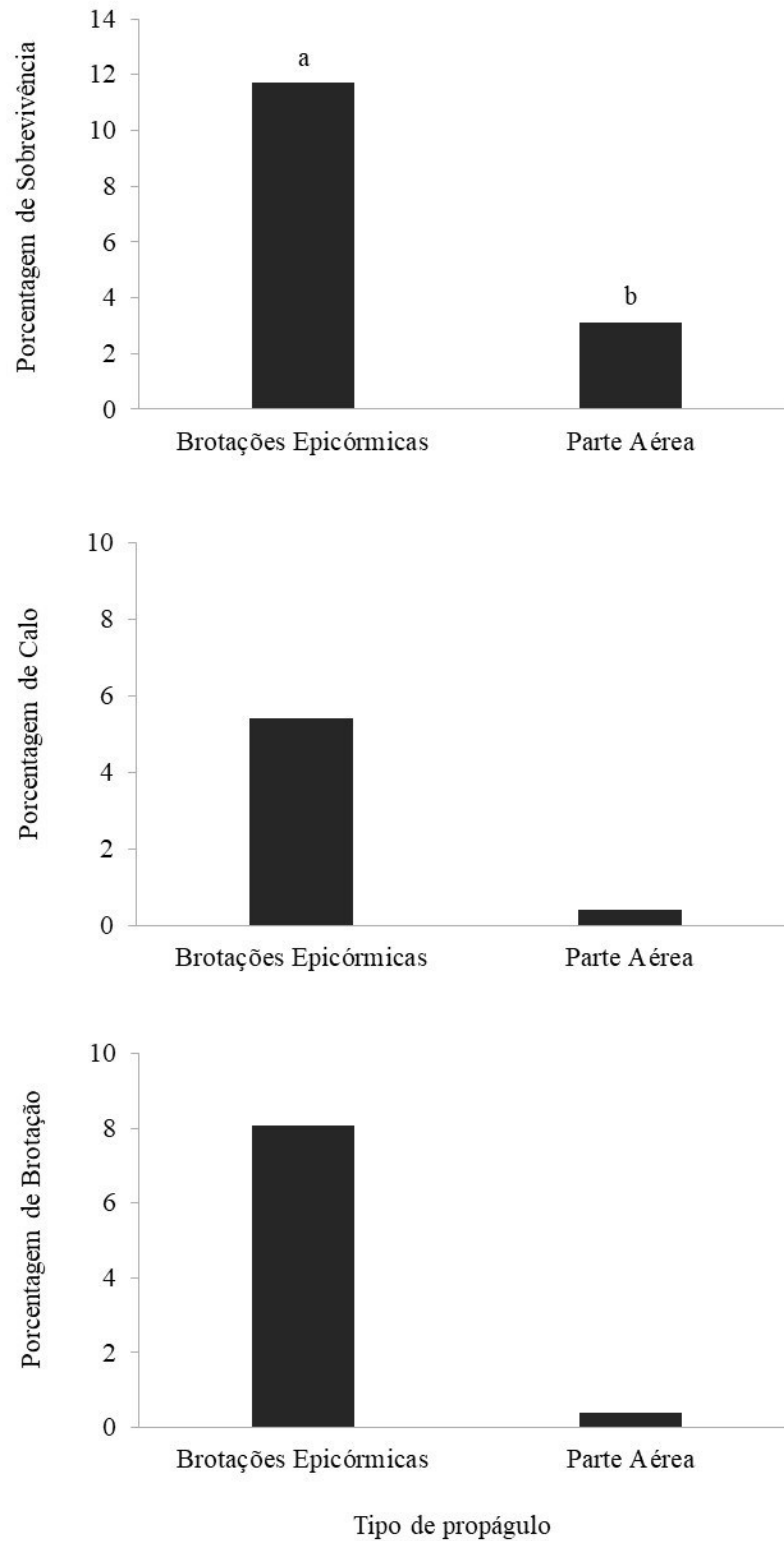 Porcentagem de Sobrevivência
14
12
10
8
6
4
2
0
a
b
Brotações Epicórmicas
Parte Aérea
Porcentagem de Calo
10
8
6
4
2
0
Brotações Epicórmicas
Parte Aérea
Porcentagem de Brotação
10
8
6
4
2
0
Brotações Epicórmicas
Parte Aérea
Tipo de propágulo